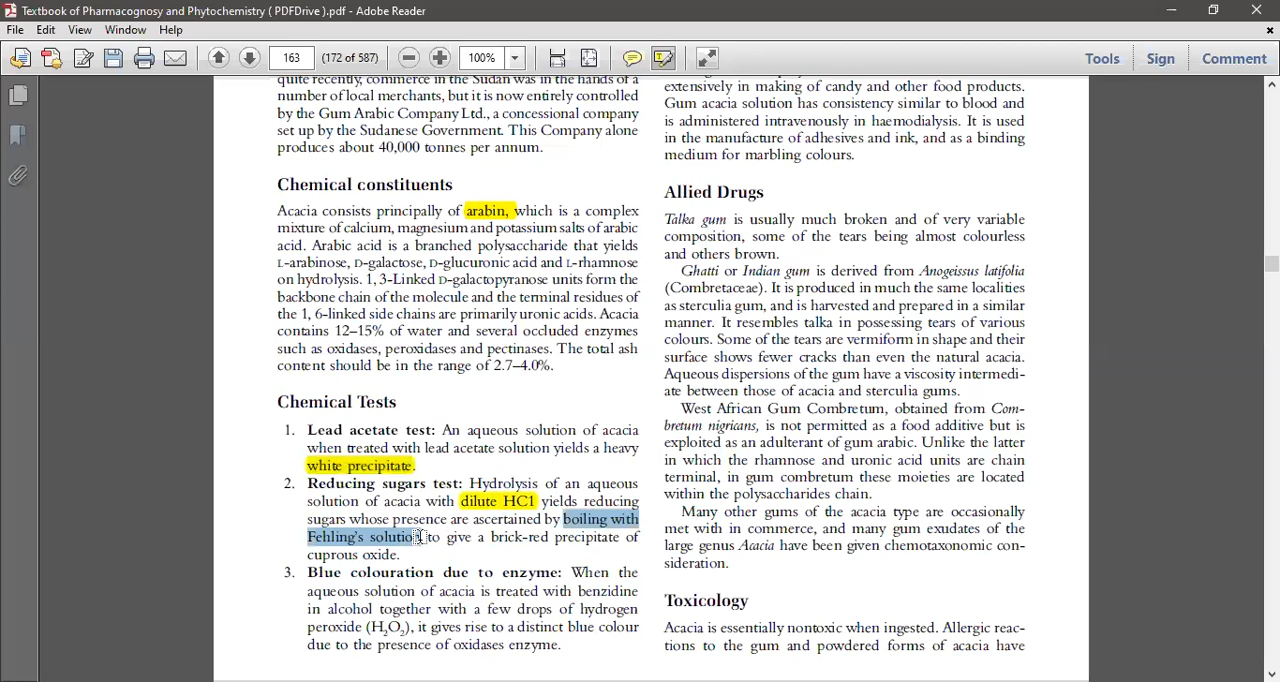 Textbook of Pharmacognosy and Phytochemistry ( PDFDrive ).pdf - Adobe Reader
File Edit View Window Help
163 (172 of 587) 100% Tools Sign Comment
quite recently, commerce in the Sudan was in the hands of a
number of local merchants, but it is now entirely controlled
by the Gum Arabic Company Ltd., a concessional company
set up by the Sudanese Government. This Company alone
produces about 40,000 tonnes per annum.
Chemical constituents
Acacia consists principally of arabin, which is a complex
mixture of calcium, magnesium and potassium salts of arabic
acid. Arabic acid is a branched polysaccharide that yields
L-arabinose, D-galactose, D-glucuronic acid and L-rhamnose
on hydrolysis. 1, 3-Linked D-galactopyranose units form the
backbone chain of the molecule and the terminal residues of
the 1, 6-linked side chains are primarily uronic acids. Acacia
contains 12–15% of water and several occluded enzymes
such as oxidases, peroxidases and pectinases. The total ash
content should be in the range of 2.7–4.0%.
Chemical Tests
1. Lead acetate test: An aqueous solution of acacia
when treated with lead acetate solution yields a heavy
white precipitate.
2. Reducing sugars test: Hydrolysis of an aqueous
solution of acacia with dilute HC1 yields reducing
sugars whose presence are ascertained by boiling with
Fehling's solution to give a brick-red precipitate of
cuprous oxide.
3. Blue colouration due to enzyme: When the
aqueous solution of acacia is treated with benzidine
in alcohol together with a few drops of hydrogen
peroxide (H₂O₂), it gives rise to a distinct blue colour
due to the presence of oxidases enzyme.
extensively in making of candy and other food products.
Gum acacia solution has consistency similar to blood and
is administered intravenously in haemodialysis. It is used
in the manufacture of adhesives and ink, and as a binding
medium for marbling colours.
Allied Drugs
Talka gum is usually much broken and of very variable
composition, some of the tears being almost colourless
and others brown.
Ghatti or Indian gum is derived from Anogeissus latifolia
(Combretaceae). It is produced in much the same localities
as sterculia gum, and is harvested and prepared in a similar
manner. It resembles talka in possessing tears of various
colours. Some of the tears are vermiform in shape and their
surface shows fewer cracks than even the natural acacia.
Aqueous dispersions of the gum have a viscosity intermedi-
ate between those of acacia and sterculia gums.
West African Gum Combretum, obtained from Com-
bretum nigricans, is not permitted as a food additive but is
exploited as an adulterant of gum arabic. Unlike the latter
in which the rhamnose and uronic acid units are chain
terminal, in gum combretum these moieties are located
within the polysaccharides chain.
Many other gums of the acacia type are occasionally
met with in commerce, and many gum exudates of the
large genus Acacia have been given chemotaxonomic con-
sideration.
Toxicology
Acacia is essentially nontoxic when ingested. Allergic reac-
tions to the gum and powdered forms of acacia have